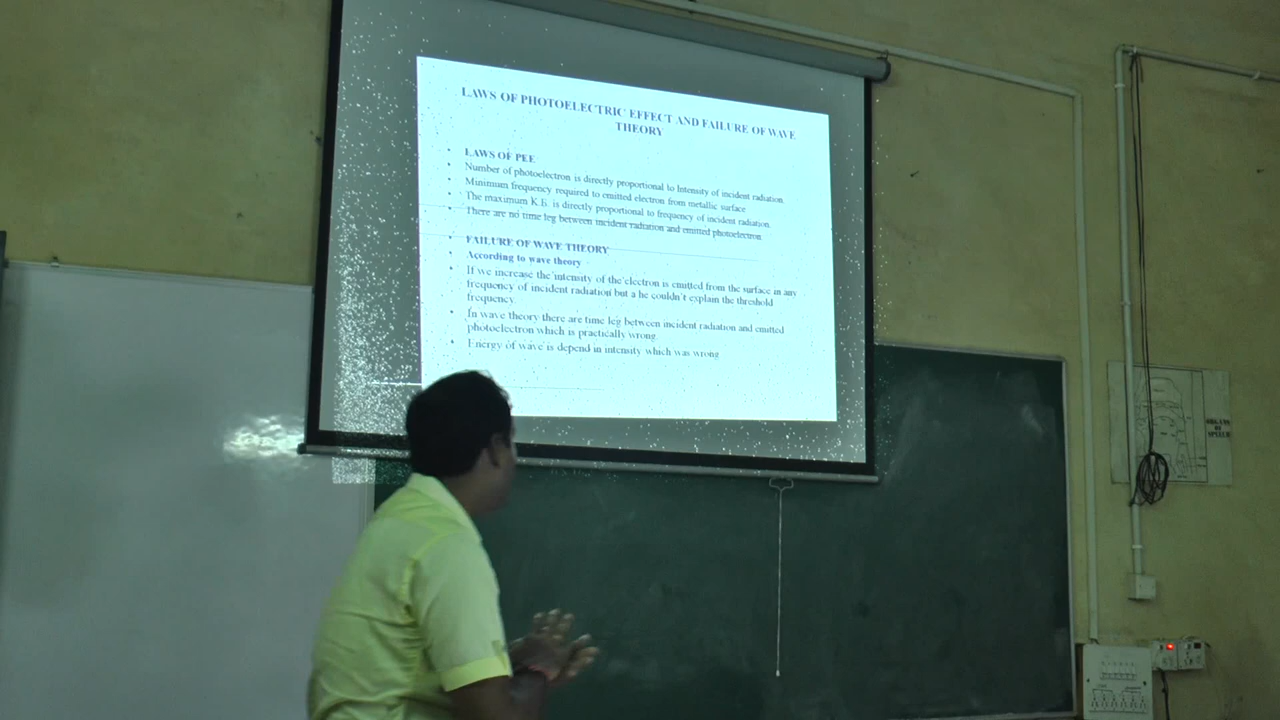 LAWS OF PHOTOELECTRIC EFFECT AND FAILURE OF WAVE
THEORY
• LAWS OF PEE
• Number of photoelectron is directly proportional to Intensity of incident radiation
• Minimum frequency required to emitted electron from metallic surface
• The maximum K.E. is directly proportional to frequency of incident radiation
• There are no time leg between incident radiation and emitted photoelectron
• FAILURE OF WAVE THEORY
• According to wave theory
• If we increase the intensity of the electron is emitted from the surface in any
frequency of incident radiation but a he couldn't explain the threshold
frequency.
• In wave theory there are time leg between incident radiation and emitted
photoelectron which is practically wrong.
• Energy of wave is depend in intensity which was wrong
ORGANS
OF
SPEECH